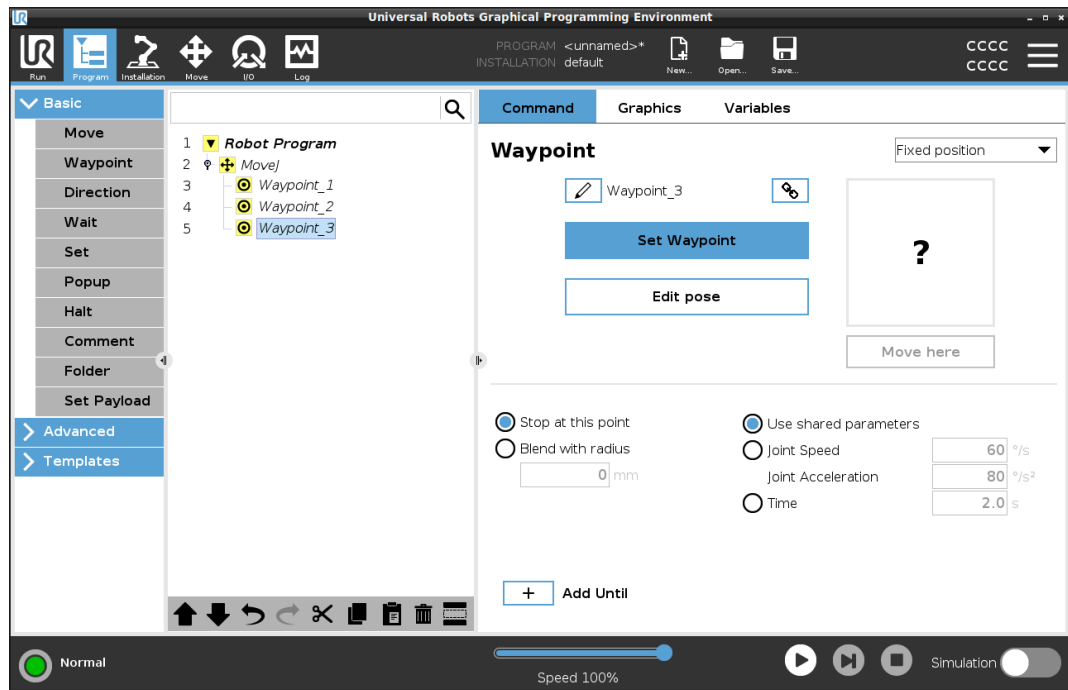 Universal Robots Graphical Programming Environment
UR
Run
Program
Installation
Move
I/O
Log
PROGRAM <unnamed>*
INSTALLATION default
New...
Open...
Save...
cccc
cccc
Basic
Move
Waypoint
Direction
Wait
Set
Popup
Halt
Comment
Folder
Set Payload
Advanced
Templates
1 Robot Program
2 MoveJ
3 Waypoint_1
4 Waypoint_2
5 Waypoint_3
Command Graphics Variables
Waypoint
Fixed position
Waypoint_3
Set Waypoint
Edit pose
?
Move here
Stop at this point
Blend with radius
0 mm
Use shared parameters
Joint Speed 60 °/s
Joint Acceleration 80 °/s²
Time 2.0 s
+ Add Until
Normal
Speed 100%
Simulation